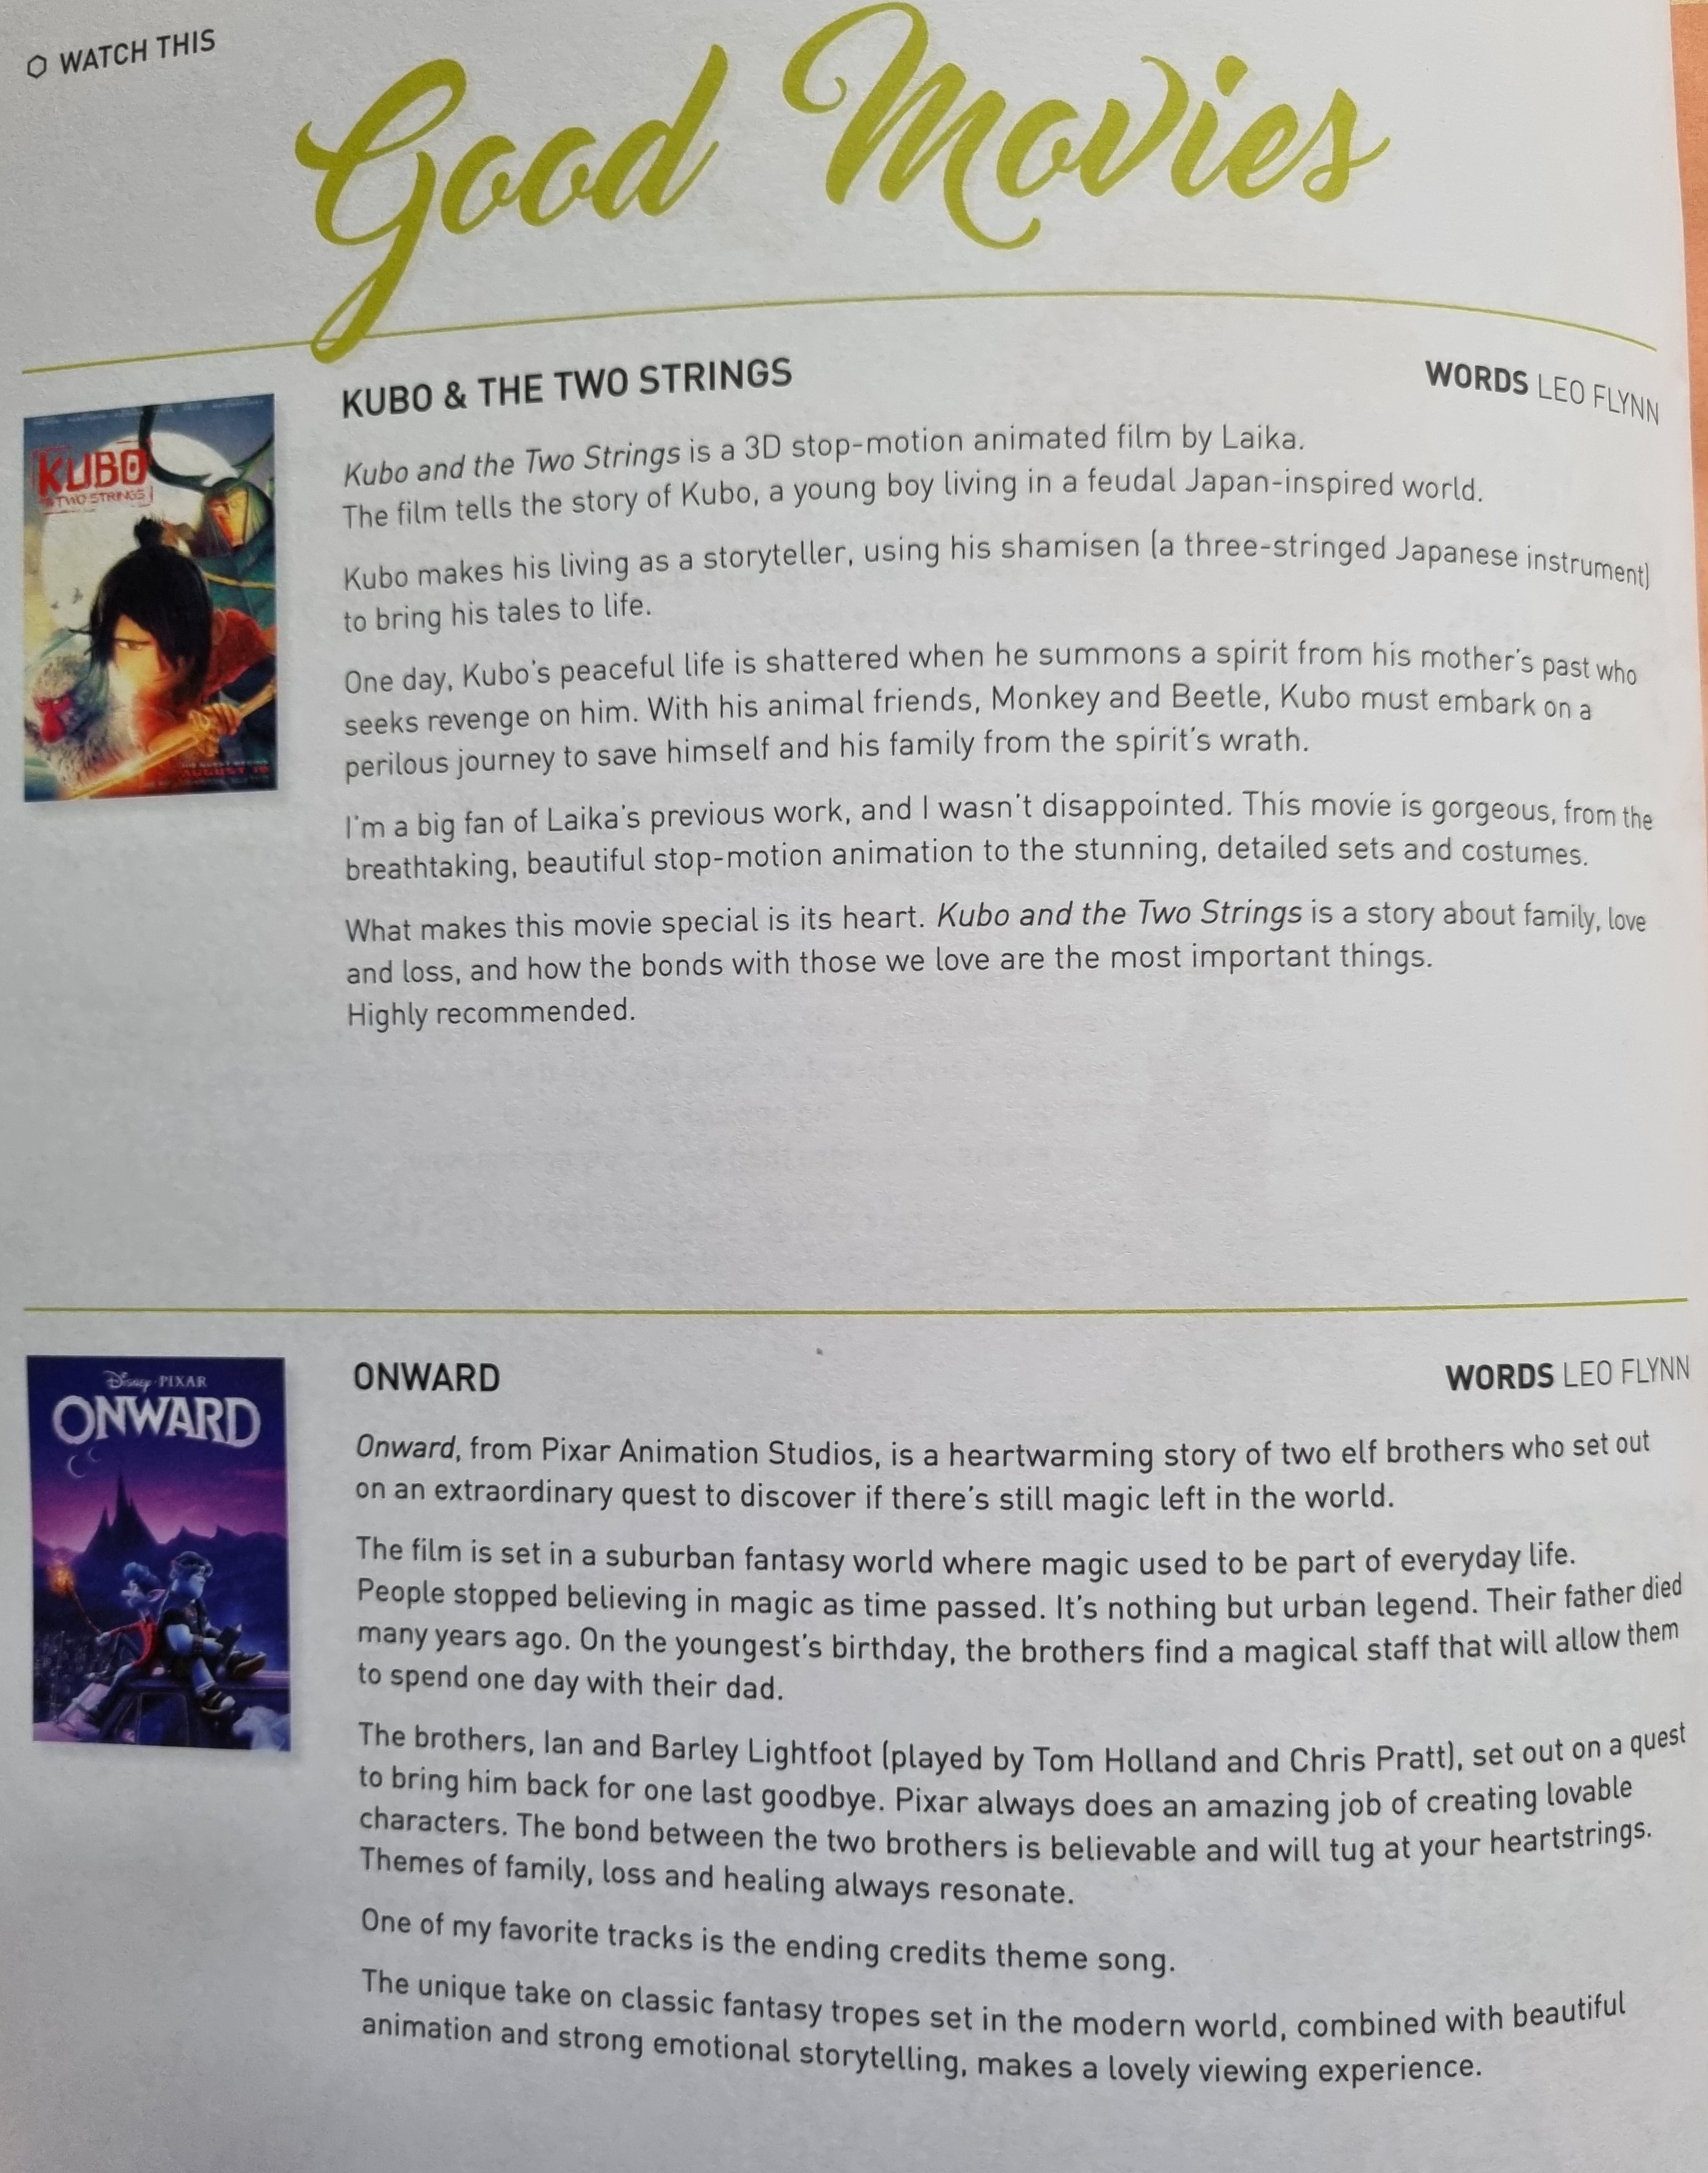 WATCH THIS
Good Movies
KUBO & THE TWO STRINGS
WORDS LEO FLYNN
KUBO
TWO STRINGS
AUGUST 19
Kubo and the Two Strings is a 3D stop-motion animated film by Laika.
The film tells the story of Kubo, a young boy living in a feudal Japan-inspired world.
Kubo makes his living as a storyteller, using his shamisen (a three-stringed Japanese instrument)
to bring his tales to life.
One day, Kubo's peaceful life is shattered when he summons a spirit from his mother's past who
seeks revenge on him. With his animal friends, Monkey and Beetle, Kubo must embark on a
perilous journey to save himself and his family from the spirit's wrath.
I'm a big fan of Laika's previous work, and I wasn't disappointed. This movie is gorgeous, from the
breathtaking, beautiful stop-motion animation to the stunning, detailed sets and costumes.
What makes this movie special is its heart. Kubo and the Two Strings is a story about family, love
and loss, and how the bonds with those we love are the most important things.
Highly recommended.
Disney PIXAR
ONWARD
ONWARD
WORDS LEO FLYNN
Onward, from Pixar Animation Studios, is a heartwarming story of two elf brothers who set out
on an extraordinary quest to discover if there's still magic left in the world.
The film is set in a suburban fantasy world where magic used to be part of everyday life.
People stopped believing in magic as time passed. It's nothing but urban legend. Their father died
many years ago. On the youngest's birthday, the brothers find a magical staff that will allow them
to spend one day with their dad.
The brothers, Ian and Barley Lightfoot (played by Tom Holland and Chris Pratt), set out on a quest
to bring him back for one last goodbye. Pixar always does an amazing job of creating lovable
characters. The bond between the two brothers is believable and will tug at your heartstrings.
Themes of family, loss and healing always resonate.
One of my favorite tracks is the ending credits theme song.
The unique take on classic fantasy tropes set in the modern world, combined with beautiful
animation and strong emotional storytelling, makes a lovely viewing experience.